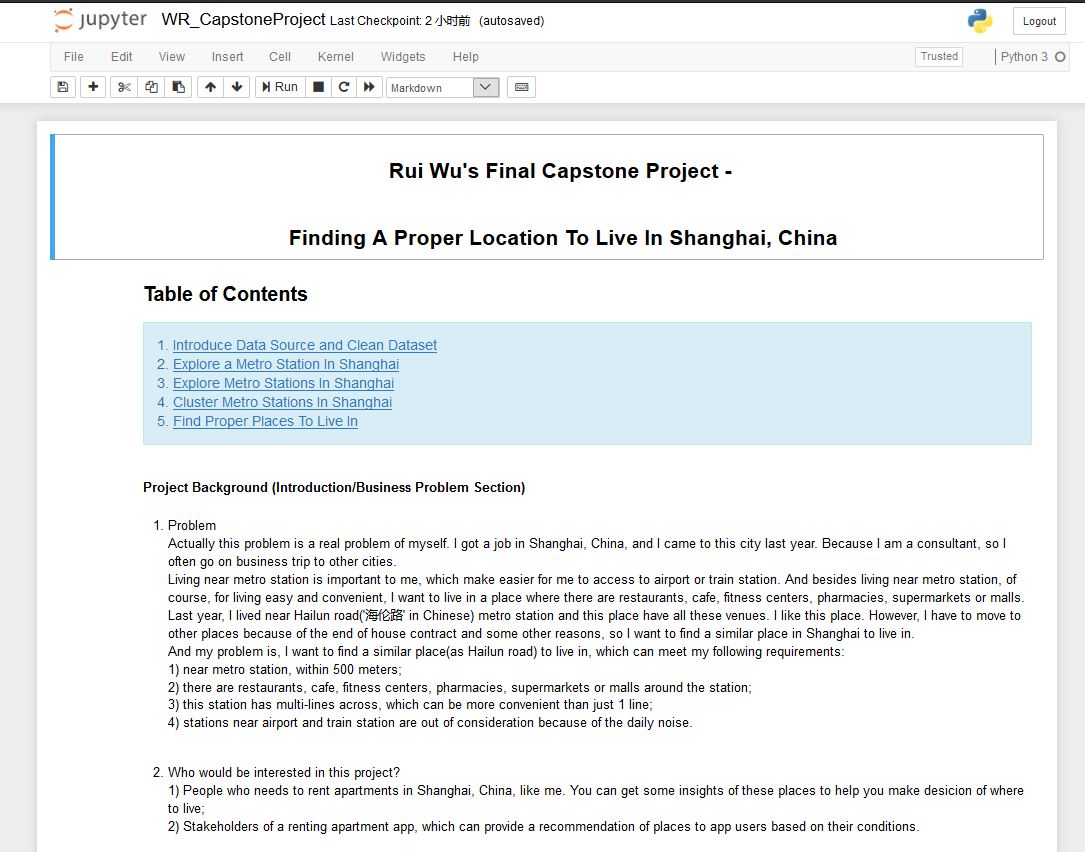 jupyter WR_CapstoneProject Last Checkpoint: 2 小时前 (autosaved) Logout
File Edit View Insert Cell Kernel Widgets Help Trusted Python 3
Run Markdown
Rui Wu's Final Capstone Project -
Finding A Proper Location To Live In Shanghai, China
Table of Contents
1. Introduce Data Source and Clean Dataset
2. Explore a Metro Station In Shanghai
3. Explore Metro Stations In Shanghai
4. Cluster Metro Stations In Shanghai
5. Find Proper Places To Live In
Project Background (Introduction/Business Problem Section)
1. Problem
Actually this problem is a real problem of myself. I got a job in Shanghai, China, and I came to this city last year. Because I am a consultant, so I
often go on business trip to other cities.
Living near metro station is important to me, which make easier for me to access to airport or train station. And besides living near metro station, of
course, for living easy and convenient, I want to live in a place where there are restaurants, cafe, fitness centers, pharmacies, supermarkets or malls.
Last year, I lived near Hailun road('海伦路' in Chinese) metro station and this place have all these venues. I like this place. However, I have to move to
other places because of the end of house contract and some other reasons, so I want to find a similar place in Shanghai to live in.
And my problem is, I want to find a similar place(as Hailun road) to live in, which can meet my following requirements:
1) near metro station, within 500 meters;
2) there are restaurants, cafe, fitness centers, pharmacies, supermarkets or malls around the station;
3) this station has multi-lines across, which can be more convenient than just 1 line;
4) stations near airport and train station are out of consideration because of the daily noise.
2. Who would be interested in this project?
1) People who needs to rent apartments in Shanghai, China, like me. You can get some insights of these places to help you make desicion of where
to live;
2) Stakeholders of a renting apartment app, which can provide a recommendation of places to app users based on their conditions.